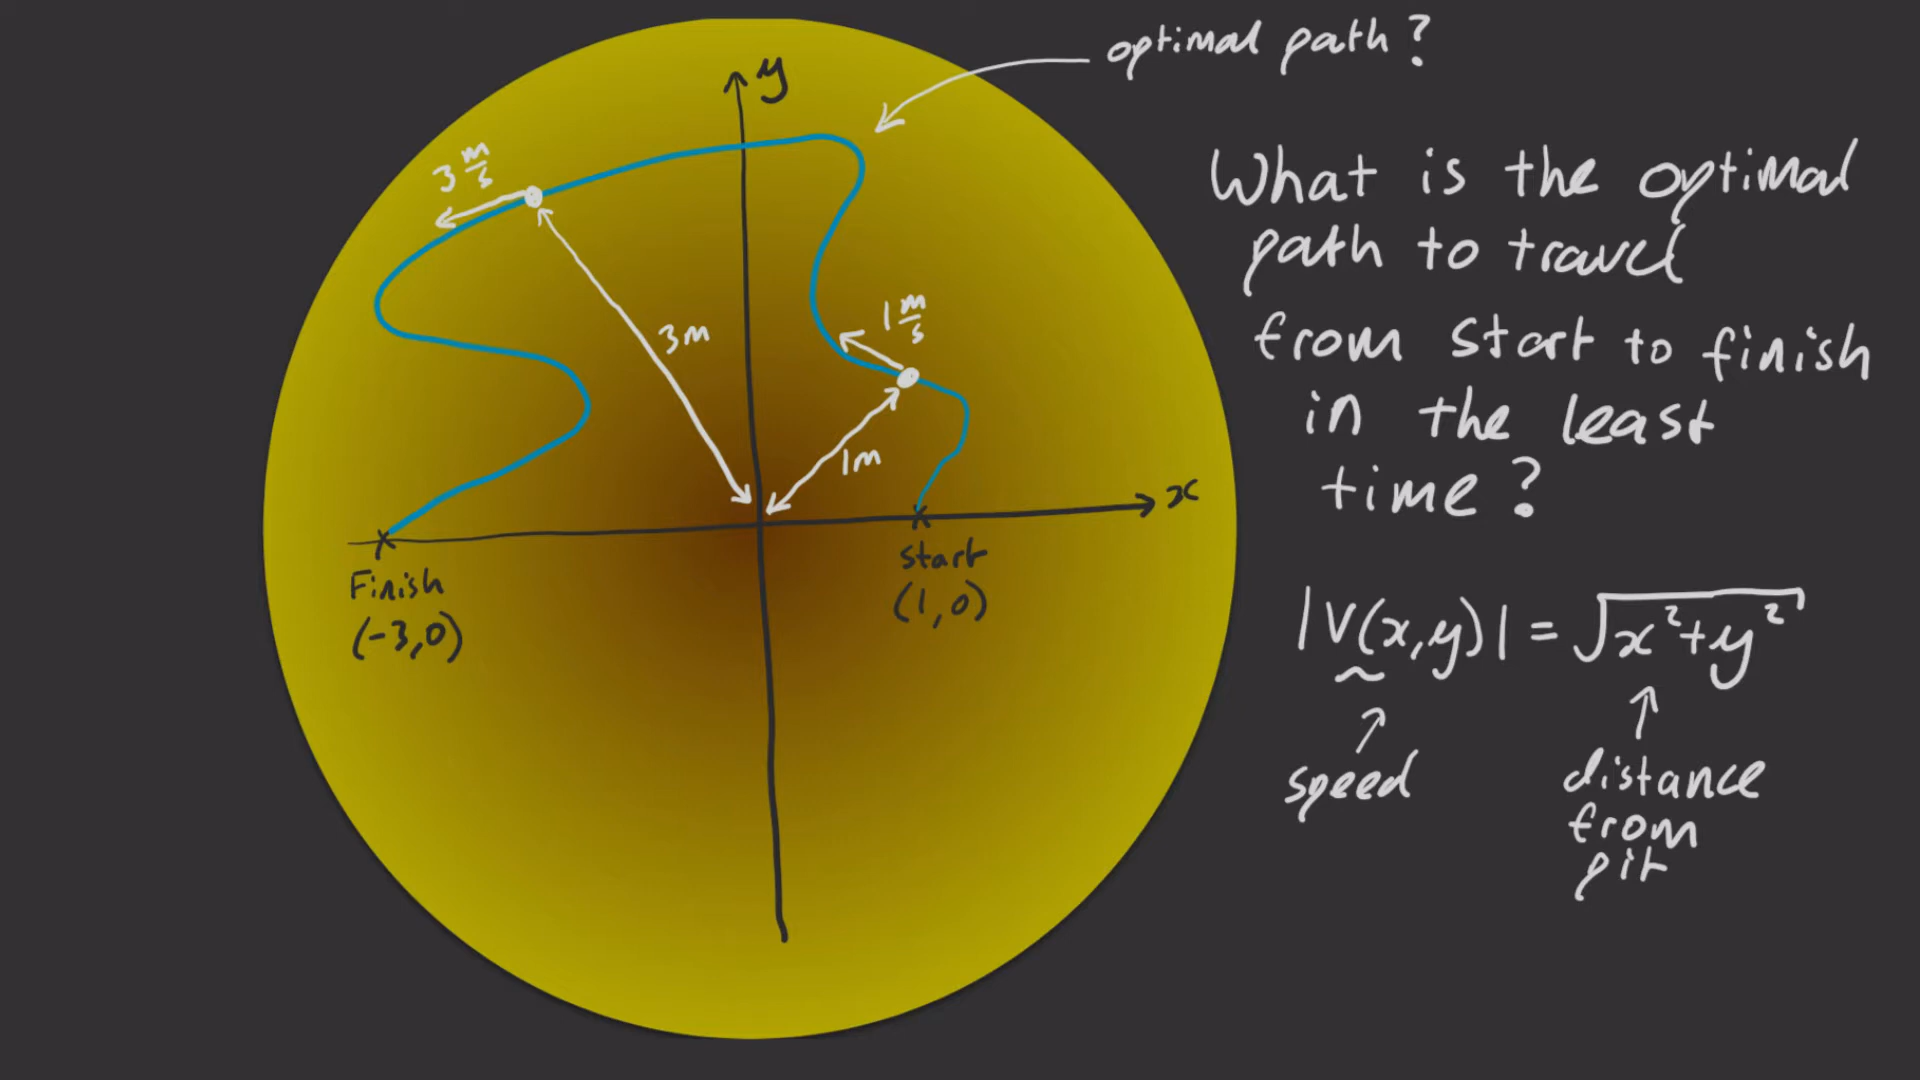 optimal path?
y
3 m/s
What is the optimal
path to travel
from start to finish
in the least
time?
1 m/s
3m
1m
x
start
(1,0)
Finish
(-3,0)
|V(x,y)| = √x²+y²
~
speed
distance
from
pit